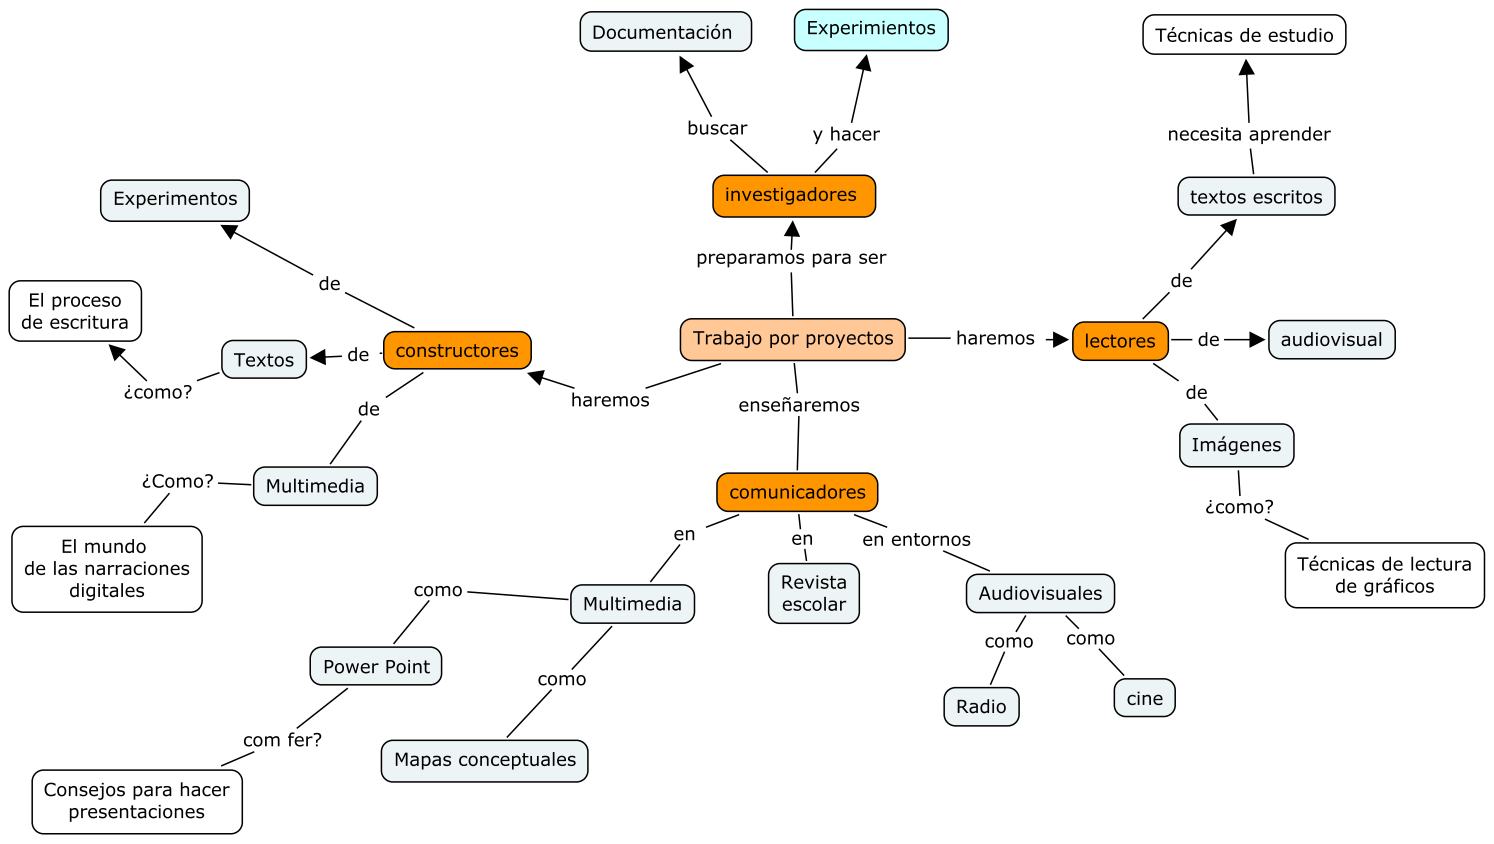 Documentación
Experimientos
Técnicas de estudio
buscar
y hacer
necesita aprender
investigadores
textos escritos
Experimentos
preparamos para ser
de
de
El proceso
de escritura
Trabajo por proyectos
haremos
lectores
de
audiovisual
constructores
de
Textos
¿como?
haremos
enseñaremos
de
de
Imágenes
¿Como?
Multimedia
comunicadores
¿como?
El mundo
de las narraciones
digitales
en
en
en entornos
Técnicas de lectura
de gráficos
como
Multimedia
Revista
escolar
Audiovisuales
como
como
Power Point
como
Radio
cine
com fer?
Mapas conceptuales
Consejos para hacer
presentaciones